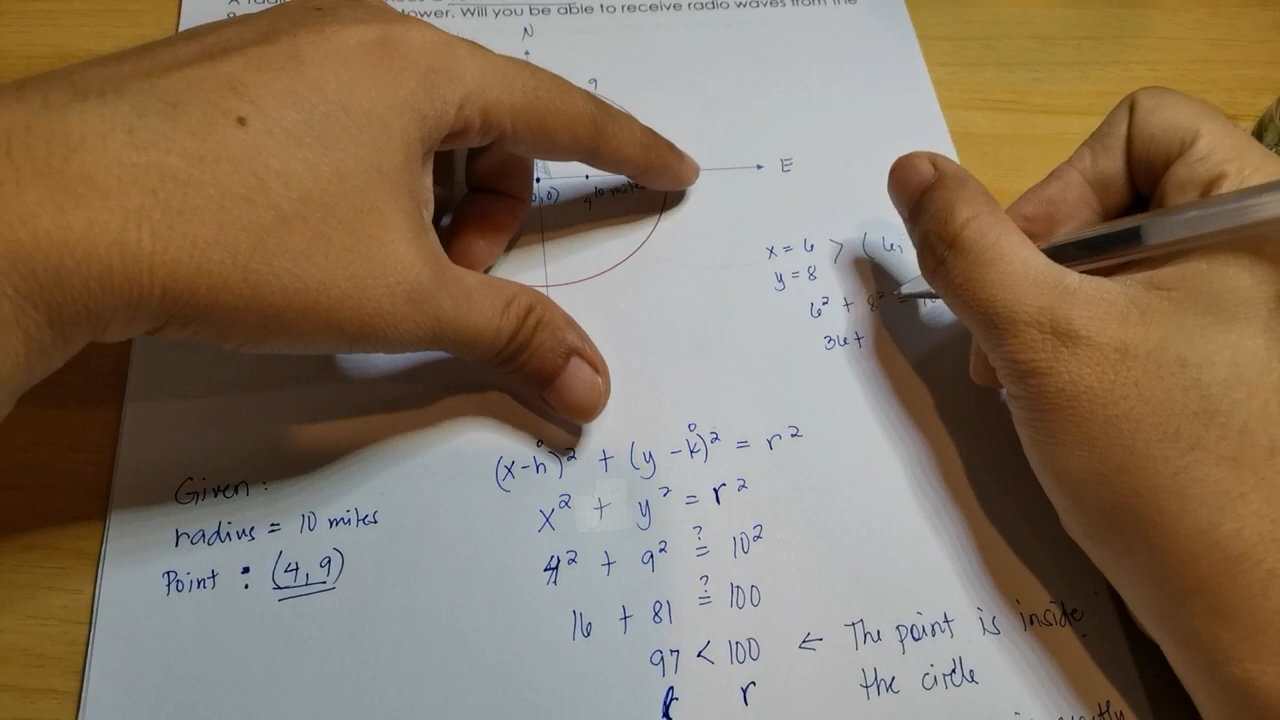 tower. Will you be able to receive radio waves from the
N
9
E
10 miles
x = 6 > (6,
y = 8
6² + 8² =
36 +
(x-h)² + (y-k)² = r²
x² + y² = r²
4² + 9² ≟ 10²
16 + 81 ≟ 100
97 < 100 ← The point is inside
the circle
r
Given :
radius = 10 miles
Point : (4, 9)